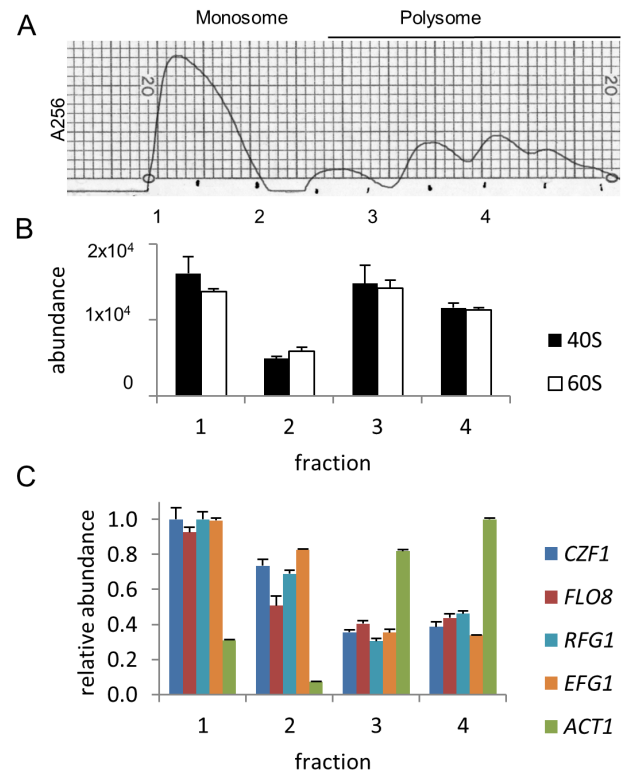 A
Monosome Polysome
A256
20
0
20
0
1 2 3 4
B
abundance
2x10⁴
1x10⁴
0
40S
60S
1 2 3 4
fraction
C
relative abundance
1.0
0.8
0.6
0.4
0.2
0.0
CZF1
FLO8
RFG1
EFG1
ACT1
1 2 3 4
fraction